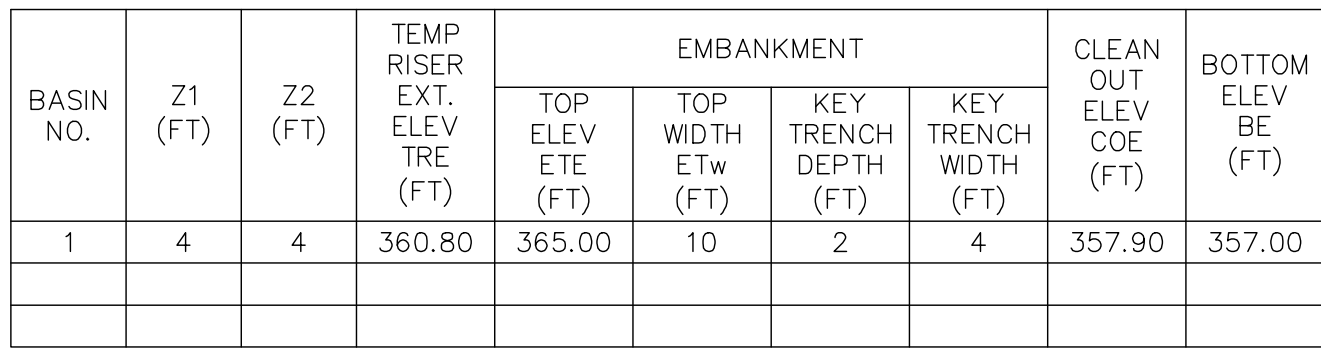 BASIN
NO.
Z1
(FT)
Z2
(FT)
TEMP
RISER
EXT.
ELEV
TRE
(FT)
EMBANKMENT
TOP
ELEV
ETE
(FT)
TOP
WIDTH
ETw
(FT)
KEY
TRENCH
DEPTH
(FT)
KEY
TRENCH
WIDTH
(FT)
CLEAN
OUT
ELEV
COE
(FT)
BOTTOM
ELEV
BE
(FT)
1 4 4 360.80 365.00 10 2 4 357.90 357.00